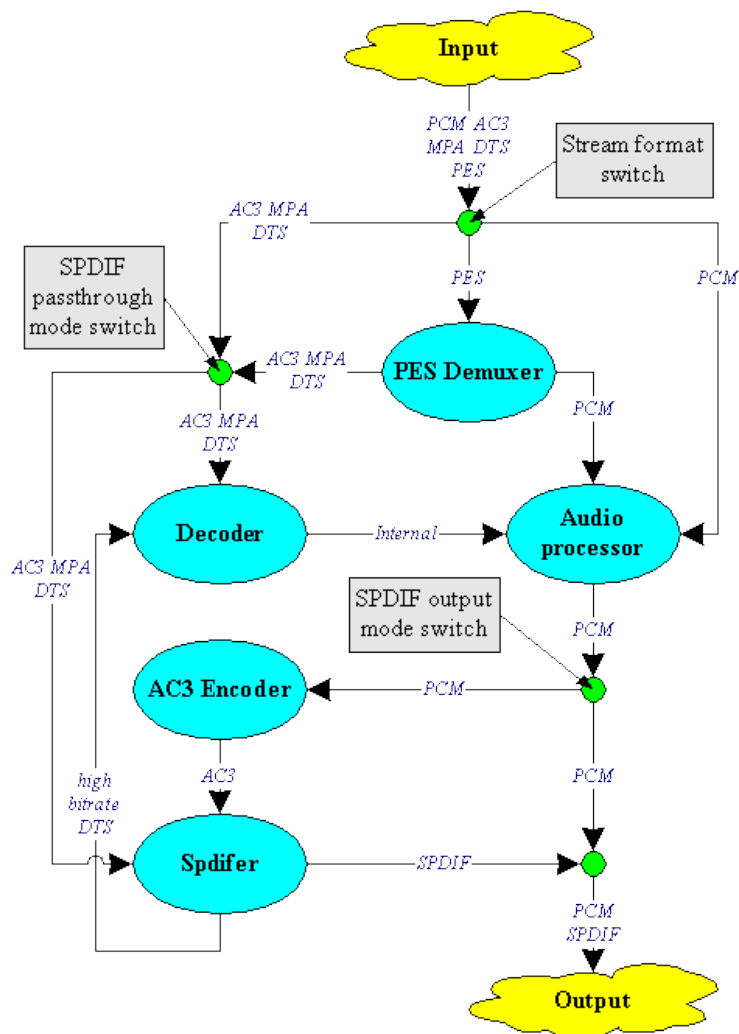 Input
PCM AC3
MPA DTS
PES
Stream format
switch
AC3 MPA
DTS
SPDIF
passthrough
mode switch
PES
PCM
AC3 MPA
DTS
PES Demuxer
PCM
AC3 MPA
DTS
Decoder
Internal
Audio
processor
AC3 MPA
DTS
SPDIF output
mode switch
PCM
AC3 Encoder
PCM
AC3
PCM
high
bitrate
DTS
Spdifer
SPDIF
PCM
SPDIF
Output